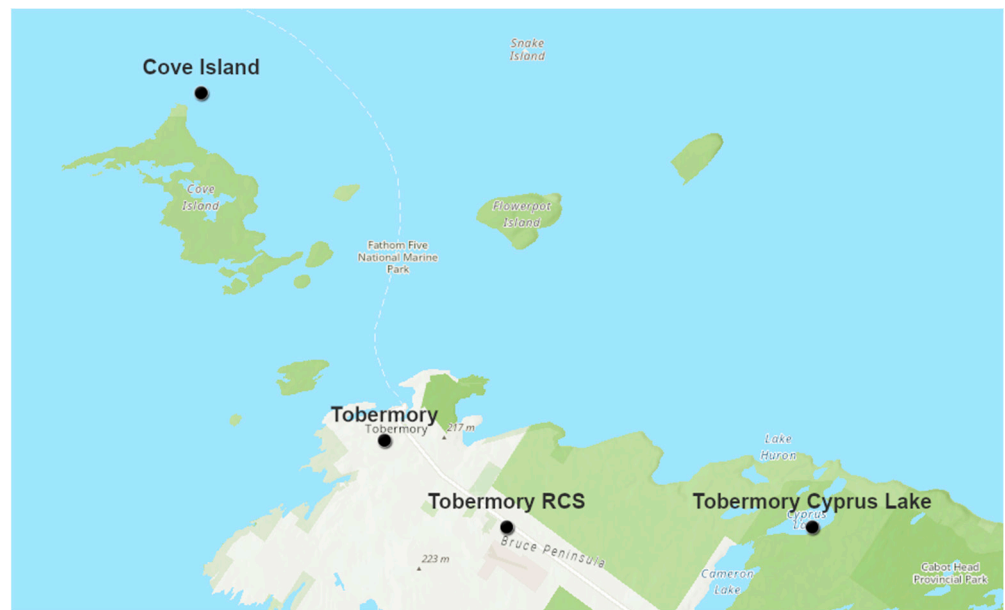 Snake
Island
Cove Island
Cove
Island
Flowerpot
Island
Fathom Five
National Marine
Park
Tobermory
Tobermory
217 m
Lake
Huron
Tobermory RCS
Tobermory Cyprus Lake
Cyprus
Bruce Peninsula
223 m
Cameron
Lake
Cabot Head
Provincial Park